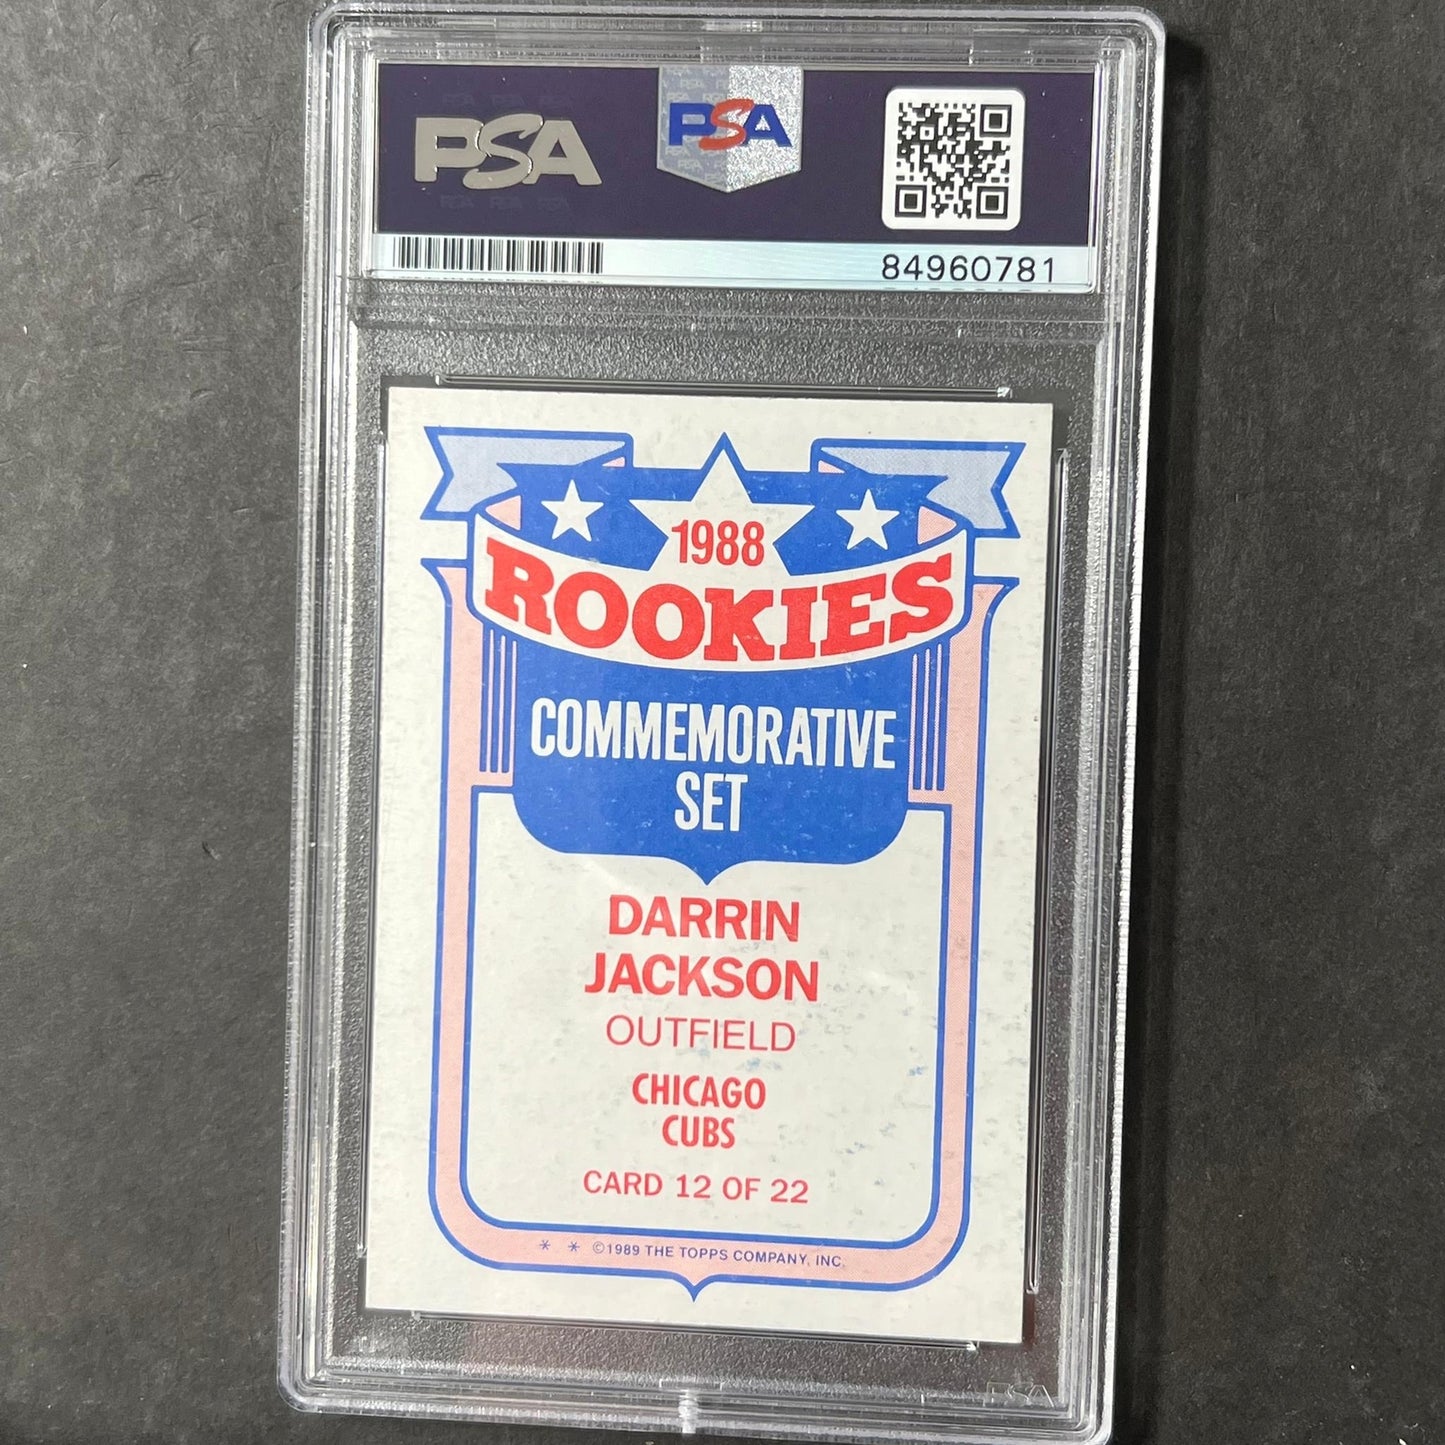 PSA
PSA
84960781
1988
ROOKIES
COMMEMORATIVE
SET
DARRIN
JACKSON
OUTFIELD
CHICAGO
CUBS
CARD 12 OF 22
* * ©1989 THE TOPPS COMPANY, INC.
PSA